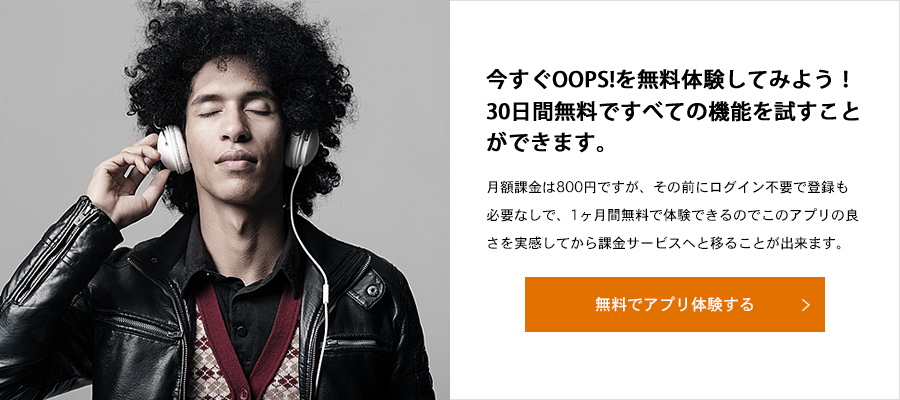 今すぐOOPS!を無料体験してみよう！
30日間無料ですべての機能を試すこと
ができます。
月額課金は800円ですが、その前にログイン不要で登録も
必要なしで、1ヶ月間無料で体験できるのでこのアプリの良
さを実感してから課金サービスへと移ることが出来ます。
無料でアプリ体験する